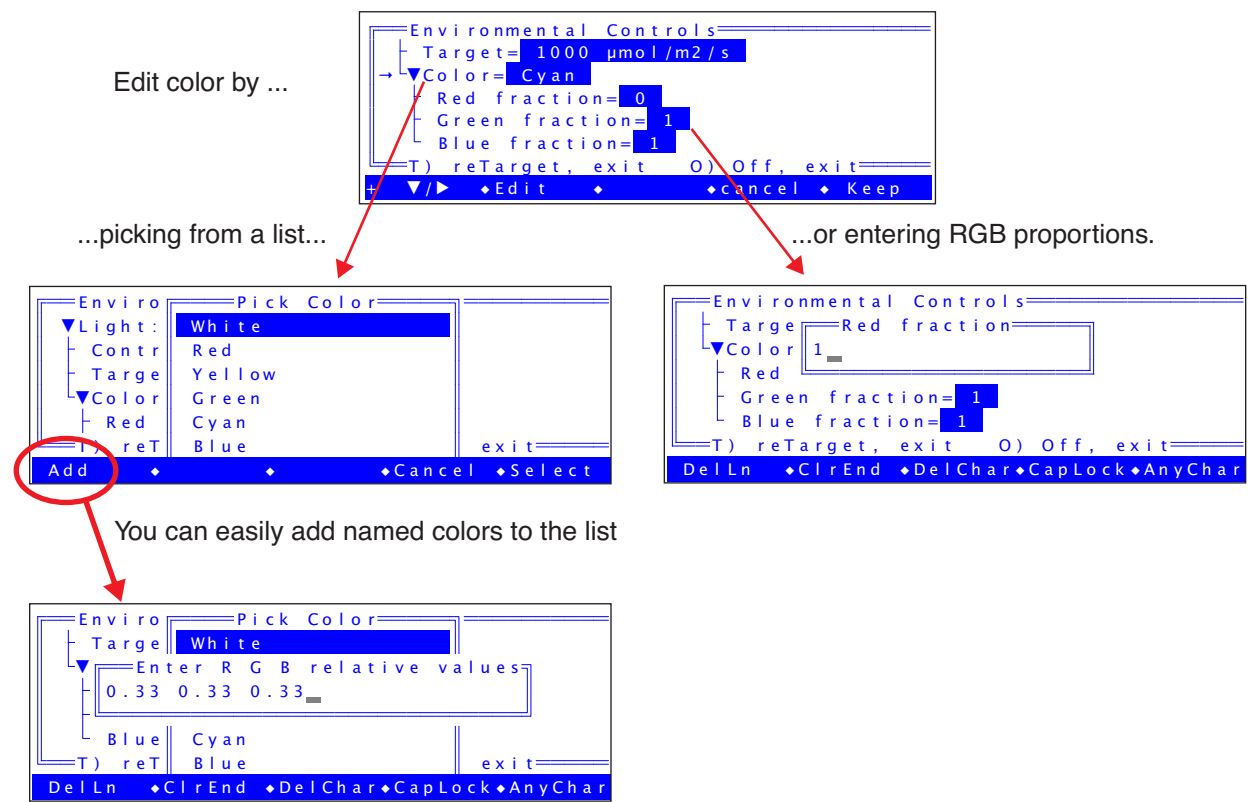 Environmental Controls
Target= 1000 µmol/m2/s
→ ▼Color= Cyan
Red fraction= 0
Green fraction= 1
Blue fraction= 1
T) reTarget, exit O) Off, exit
+ ▼/▶ ◆Edit ◆ ◆cancel ◆ Keep
Edit color by ...
...picking from a list...
...or entering RGB proportions.
Enviro Pick Color
▼Light: White
Contr Red
Targe Yellow
▼Color Green
Red Cyan
T) reT Blue exit
Add ◆ ◆ ◆Cancel ◆Select
Environmental Controls
Targe Red fraction
▼Color 1_
Red
Green fraction= 1
Blue fraction= 1
T) reTarget, exit O) Off, exit
DelLn ◆ClrEnd ◆DelChar◆CapLock◆AnyChar
You can easily add named colors to the list
Enviro Pick Color
Targe White
▼ Enter R G B relative values
0.33 0.33 0.33_
Blue Cyan
T) reT Blue exit
DelLn ◆ClrEnd ◆DelChar◆CapLock◆AnyChar